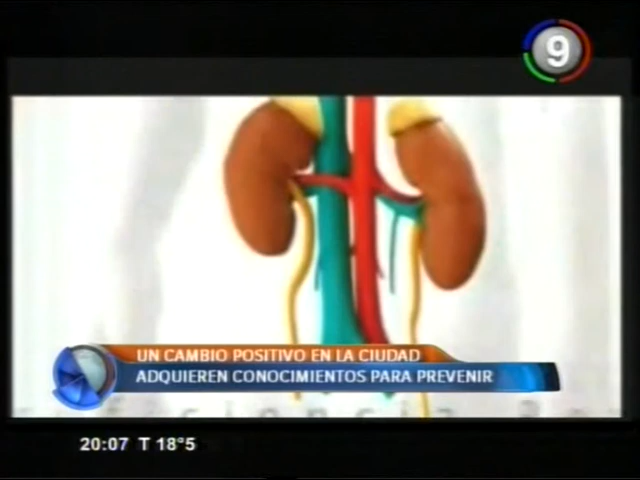 9
UN CAMBIO POSITIVO EN LA CIUDAD
ADQUIEREN CONOCIMIENTOS PARA PREVENIR
20:07 T 18°5